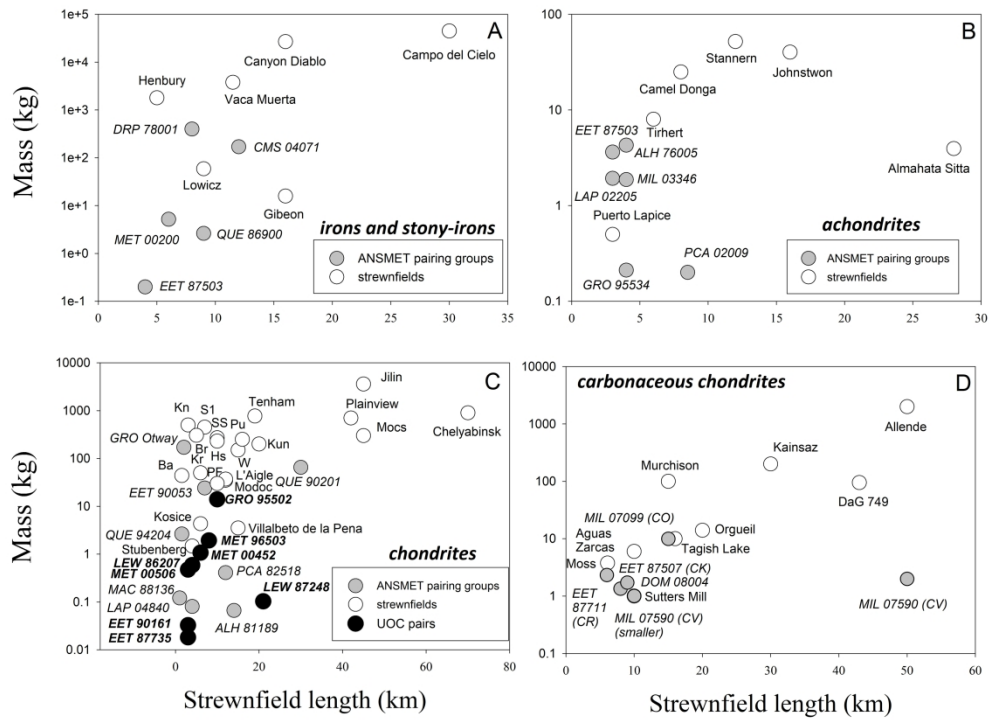 Mass (kg)
1e+5
1e+4
1e+3
1e+2
1e+1
1e+0
1e-1
0
5
10
15
20
25
30
35
A
Campo del Cielo
Canyon Diablo
Henbury
Vaca Muerta
DRP 78001
CMS 04071
Lowicz
Gibeon
MET 00200
QUE 86900
EET 87503
irons and stony-irons
ANSMET pairing groups
strewnfields
100
10
1
0.1
0
5
10
15
20
25
30
B
Stannern
Johnstwon
Camel Donga
Tirhert
EET 87503
ALH 76005
Almahata Sitta
MIL 03346
LAP 02205
Puerto Lapice
PCA 02009
GRO 95534
achondrites
ANSMET pairing groups
strewnfields
Mass (kg)
10000
1000
100
10
1
0.1
0.01
0
20
40
60
80
Strewnfield length (km)
C
Jilin
Tenham
Plainview
Mocs
Chelyabinsk
Kn
S1
SS
Pu
GRO Otway
Br
Hs
Kun
Kr
W
Ba
PF
L'Aigle
QUE 90201
Modoc
EET 90053
GRO 95502
Kosice
Villalbeto de la Pena
QUE 94204
MET 96503
Stubenberg
MET 00452
LEW 86207
MET 00506
PCA 82518
LEW 87248
MAC 88136
LAP 04840
ALH 81189
EET 90161
EET 87735
chondrites
ANSMET pairing groups
strewnfields
UOC pairs
10000
1000
100
10
1
0.1
0
10
20
30
40
50
60
Strewnfield length (km)
carbonaceous chondrites
D
Allende
Kainsaz
Murchison
DaG 749
MIL 07099 (CO)
Orgueil
Tagish Lake
Aguas
Zarcas
Moss
EET 87507 (CK)
DOM 08004
Sutters Mill
EET
87711
(CR)
MIL 07590 (CV)
(smaller)
MIL 07590 (CV)